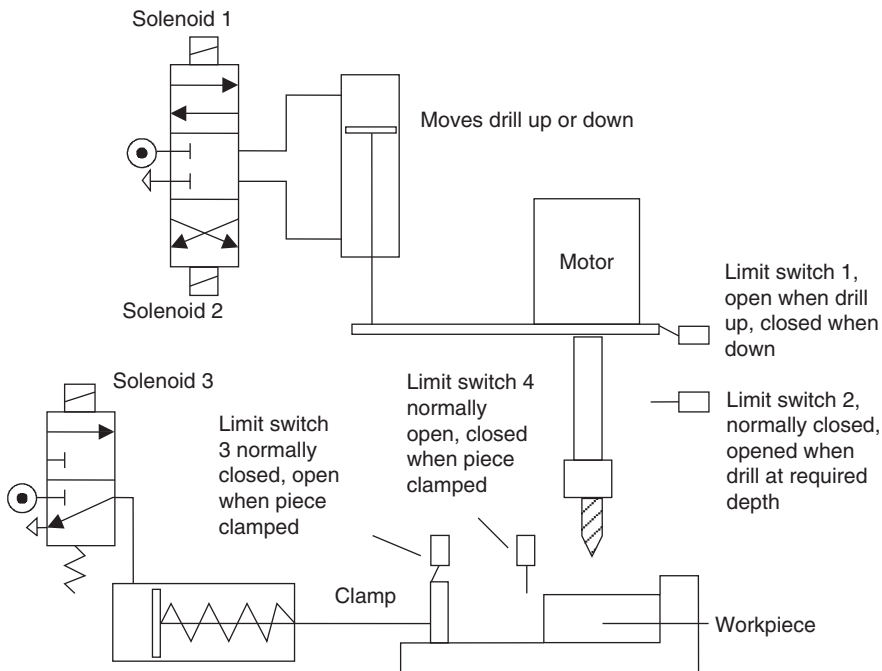 Solenoid 1
Moves drill up or down
Motor
Solenoid 2
Limit switch 1,
open when drill
up, closed when
down
Solenoid 3
Limit switch
3 normally
closed, open
when piece
clamped
Limit switch 4
normally
open, closed
when piece
clamped
Limit switch 2,
normally closed,
opened when
drill at required
depth
Clamp
Workpiece